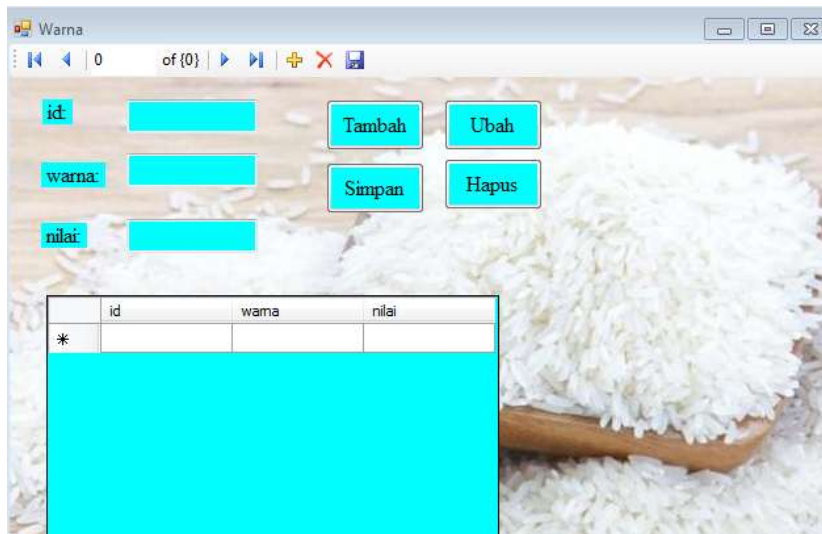 Warna
0 of {0}
id:
Tambah Ubah
warna:
Simpan Hapus
nilai:
id warna nilai